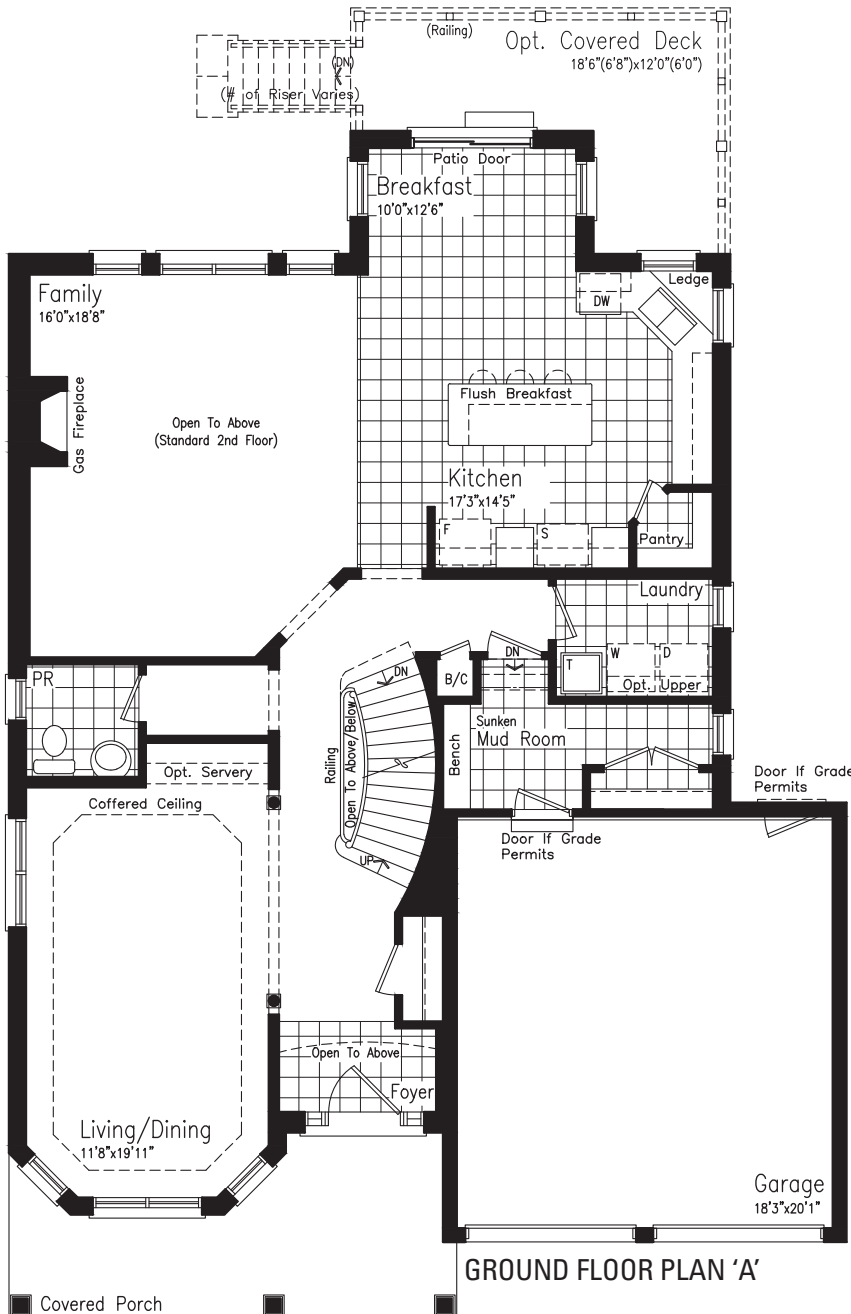 (Railing)
Opt. Covered Deck
18'6"(6'8")x12'0"(6'0")
(DN)
(# of Riser Varies)
Patio Door
Breakfast
10'0"x12'6"
Family
16'0"x18'8"
Ledge
DW
Gas Fireplace
Open To Above
(Standard 2nd Floor)
Flush Breakfast
Kitchen
17'3"x14'5"
F
S
Pantry
Laundry
W
D
T
Opt. Upper
PR
DN
B/C
DN
Sunken
Mud Room
Bench
Railing
Open To Above/Below
Opt. Servery
Coffered Ceiling
UP
Door If Grade
Permits
Door If Grade
Permits
Open To Above
Foyer
Living/Dining
11'8"x19'11"
Garage
18'3"x20'1"
GROUND FLOOR PLAN 'A'
Covered Porch